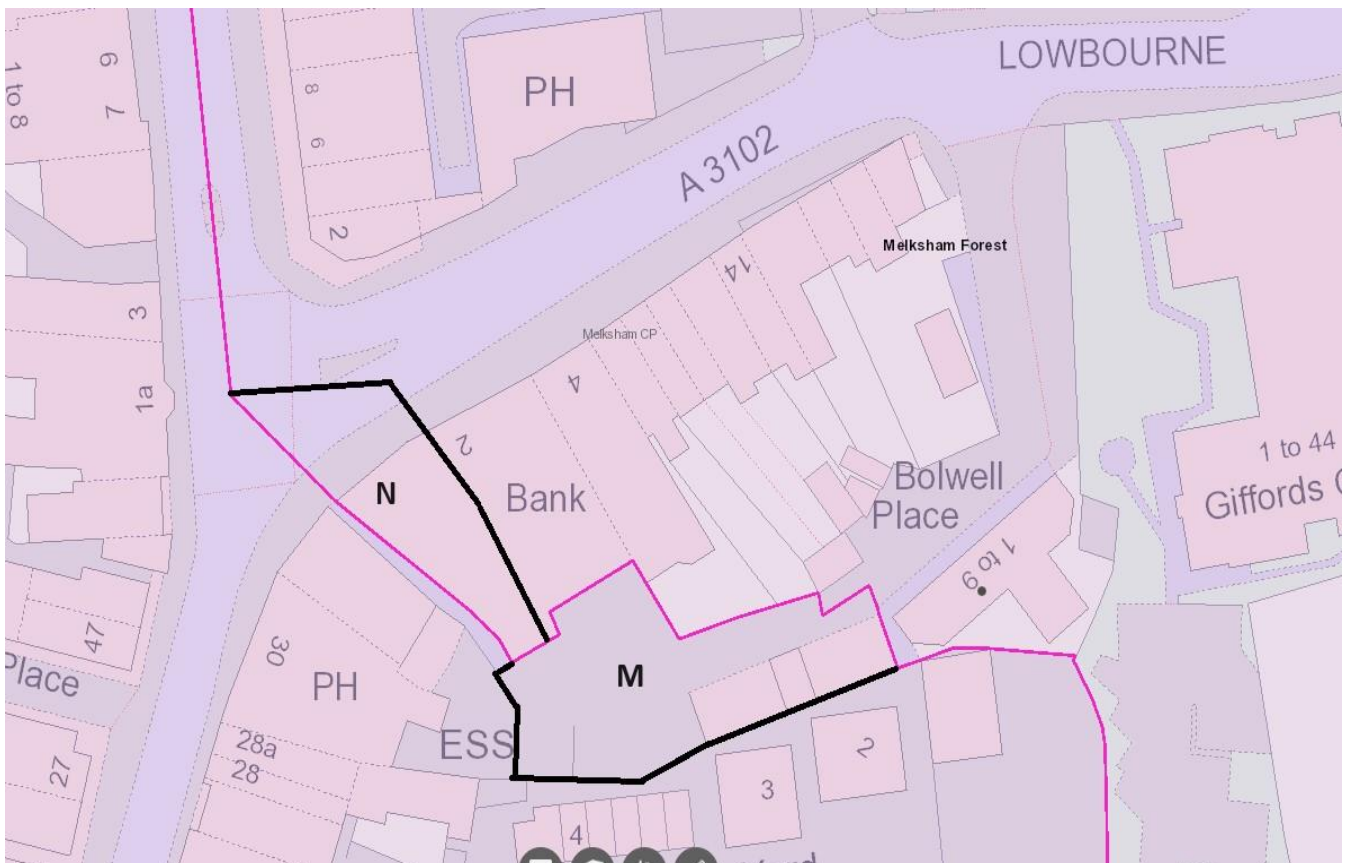 LOWBOURNE
PH
A 3102
1 to 8
6
7
8
6
2
Melksham Forest
14
Melksham CP
3
1a
4
2
N
Bank
Bolwell
Place
1 to 44
Giffords
1 to 9
47
Place
30
PH
M
ESS
28a
28
27
2
3
4